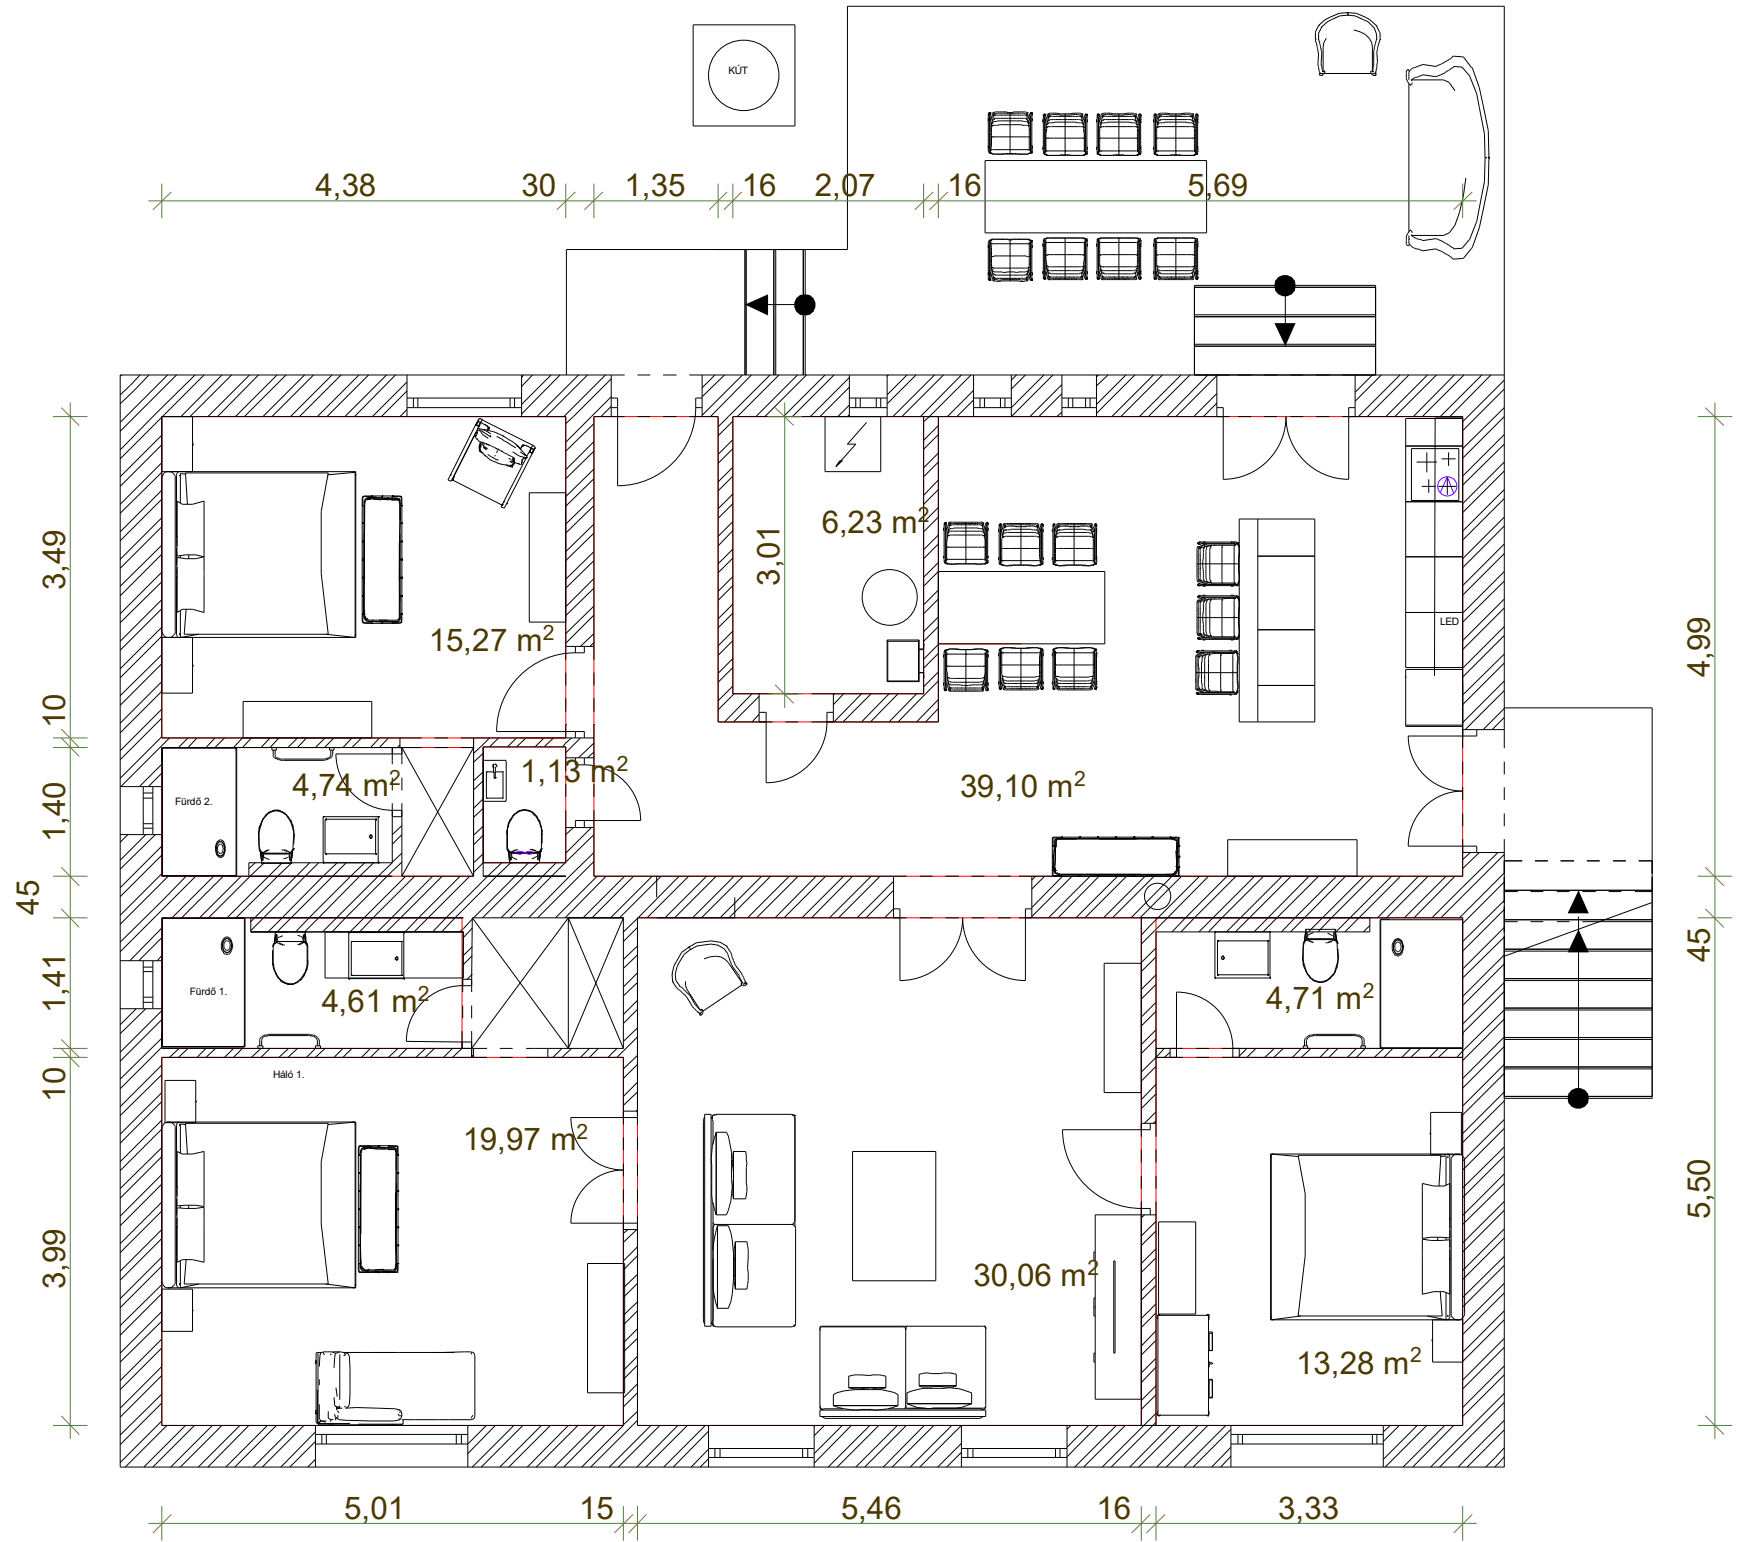 KÚT
4,38 30 1,35 16 2,07 16 5,69
6,23 m²
3,01
3,49
LED
15,27 m²
4,99
10
1,13 m²
4,74 m²
39,10 m²
Fürdő 2.
1,40
45
45
1,41
Fürdő 1.
4,61 m²
4,71 m²
10
Háló 1.
19,97 m²
5,50
3,99
30,06 m²
13,28 m²
5,01 15 5,46 16 3,33